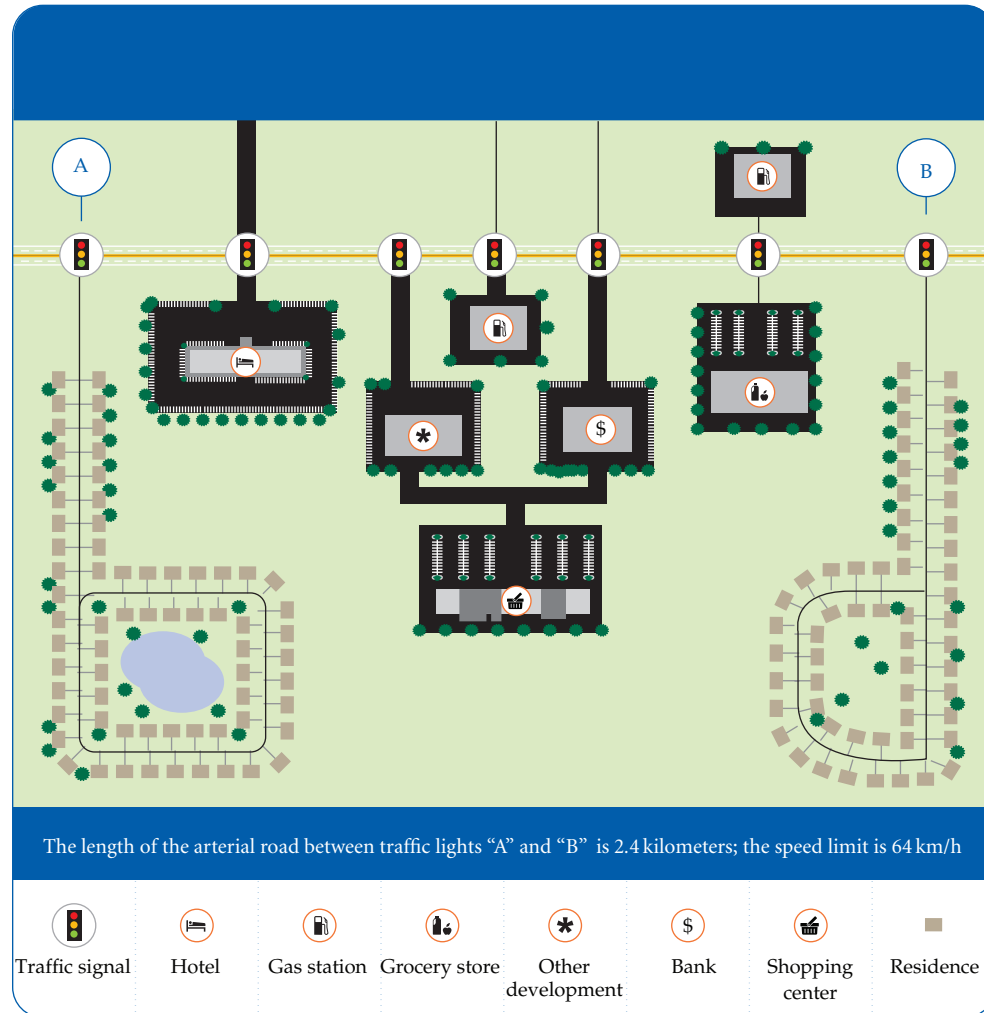 A
B
$
The length of the arterial road between traffic lights “A” and “B” is 2.4 kilometers; the speed limit is 64 km/h
$
Traffic signal
Hotel
Gas station
Grocery store
Other
development
Bank
Shopping
center
Residence